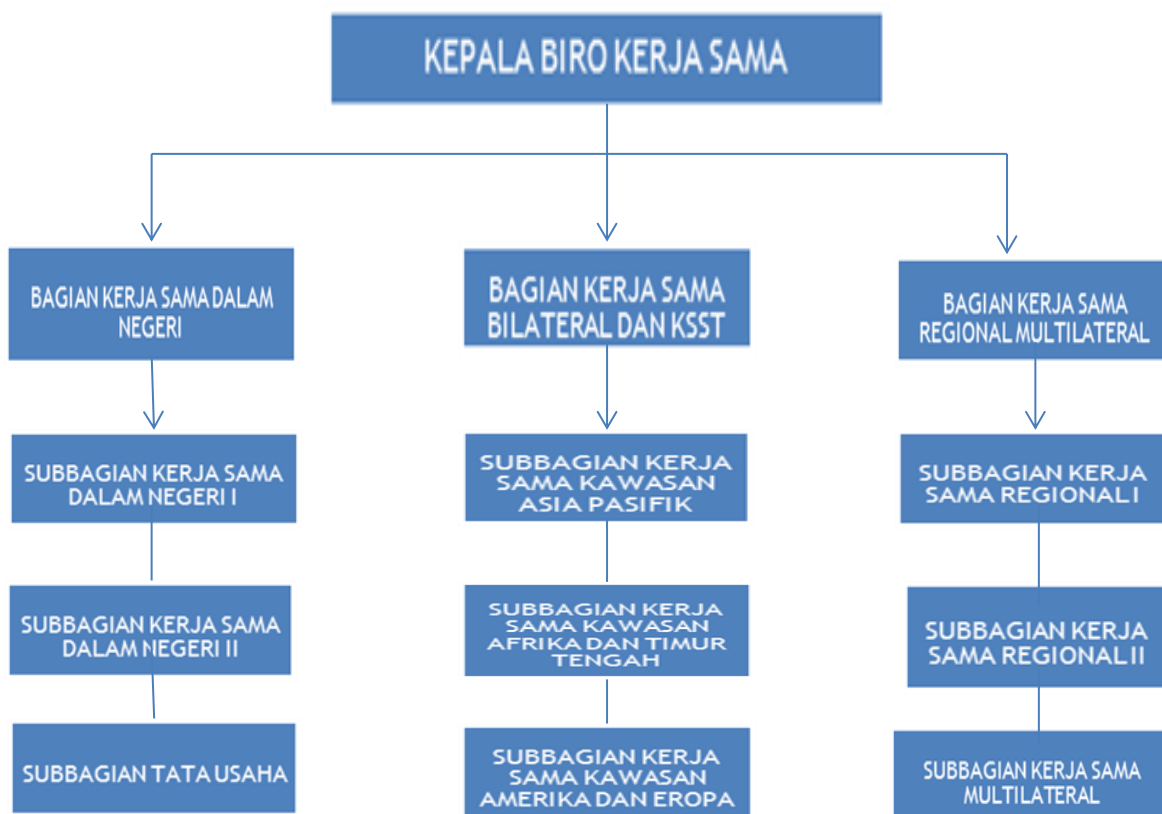 KEPALA BIRO KERJA SAMA
BAGIAN KERJA SAMA DALAM
NEGERI
BAGIAN KERJA SAMA
BILATERAL DAN KSST
BAGIAN KERJA SAMA
REGIONAL MULTILATERAL
SUBBAGIAN KERJA SAMA
DALAM NEGERI I
SUBBAGIAN KERJA
SAMA KAWASAN
ASIA PASIFIK
SUBBAGIAN KERJA
SAMA REGIONAL I
SUBBAGIAN KERJA SAMA
DALAM NEGERI II
SUBBAGIAN KERJA
SAMA KAWASAN
AFRIKA DAN TIMUR
TENGAH
SUBBAGIAN KERJA
SAMA REGIONAL II
SUBBAGIAN TATA USAHA
SUBBAGIAN KERJA
SAMA KAWASAN
AMERIKA DAN EROPA
SUBBAGIAN KERJA SAMA
MULTILATERAL